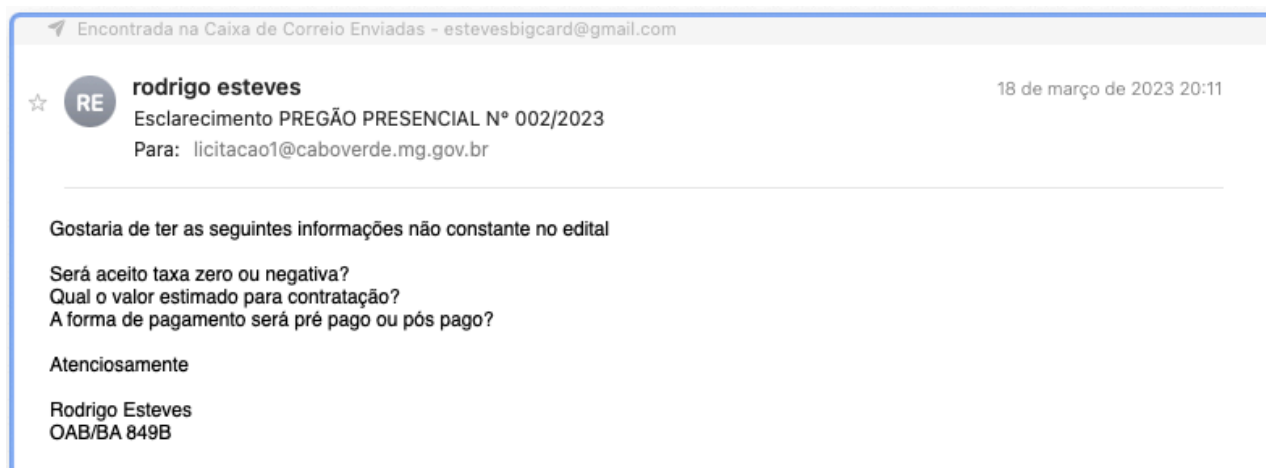 Encontrada na Caixa de Correio Enviadas - estevesbigcard@gmail.com
RE
rodrigo esteves
18 de março de 2023 20:11
Esclarecimento PREGÃO PRESENCIAL Nº 002/2023
Para: licitacao1@caboverde.mg.gov.br
Gostaria de ter as seguintes informações não constante no edital
Será aceito taxa zero ou negativa?
Qual o valor estimado para contratação?
A forma de pagamento será pré pago ou pós pago?
Atenciosamente
Rodrigo Esteves
OAB/BA 849B